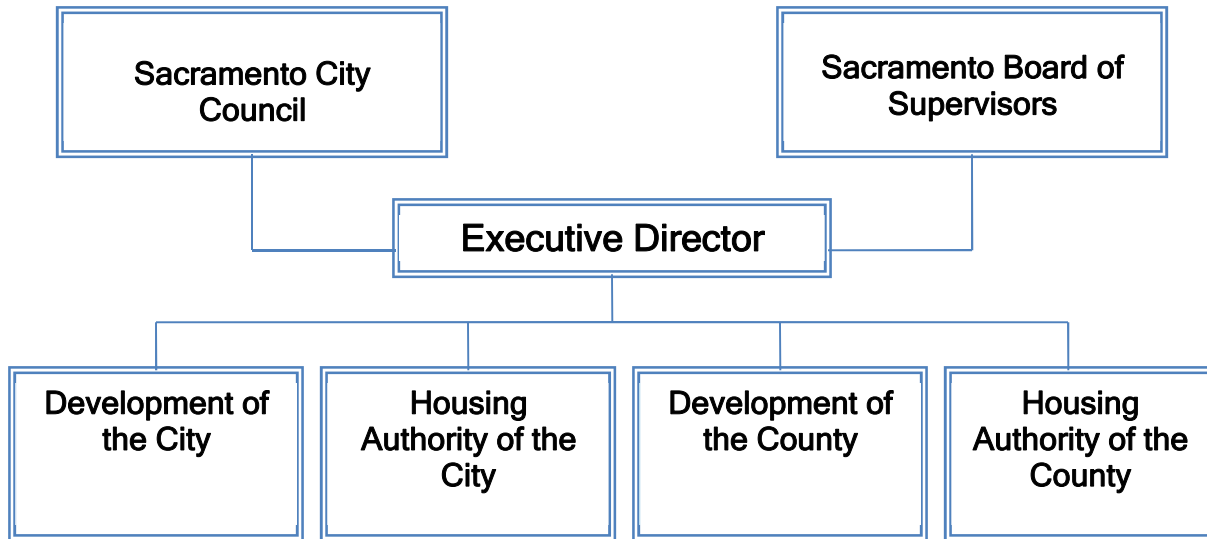 Sacramento City
Council
Sacramento Board of
Supervisors
Executive Director
Development of
the City
Housing
Authority of the
City
Development of
the County
Housing
Authority of the
County